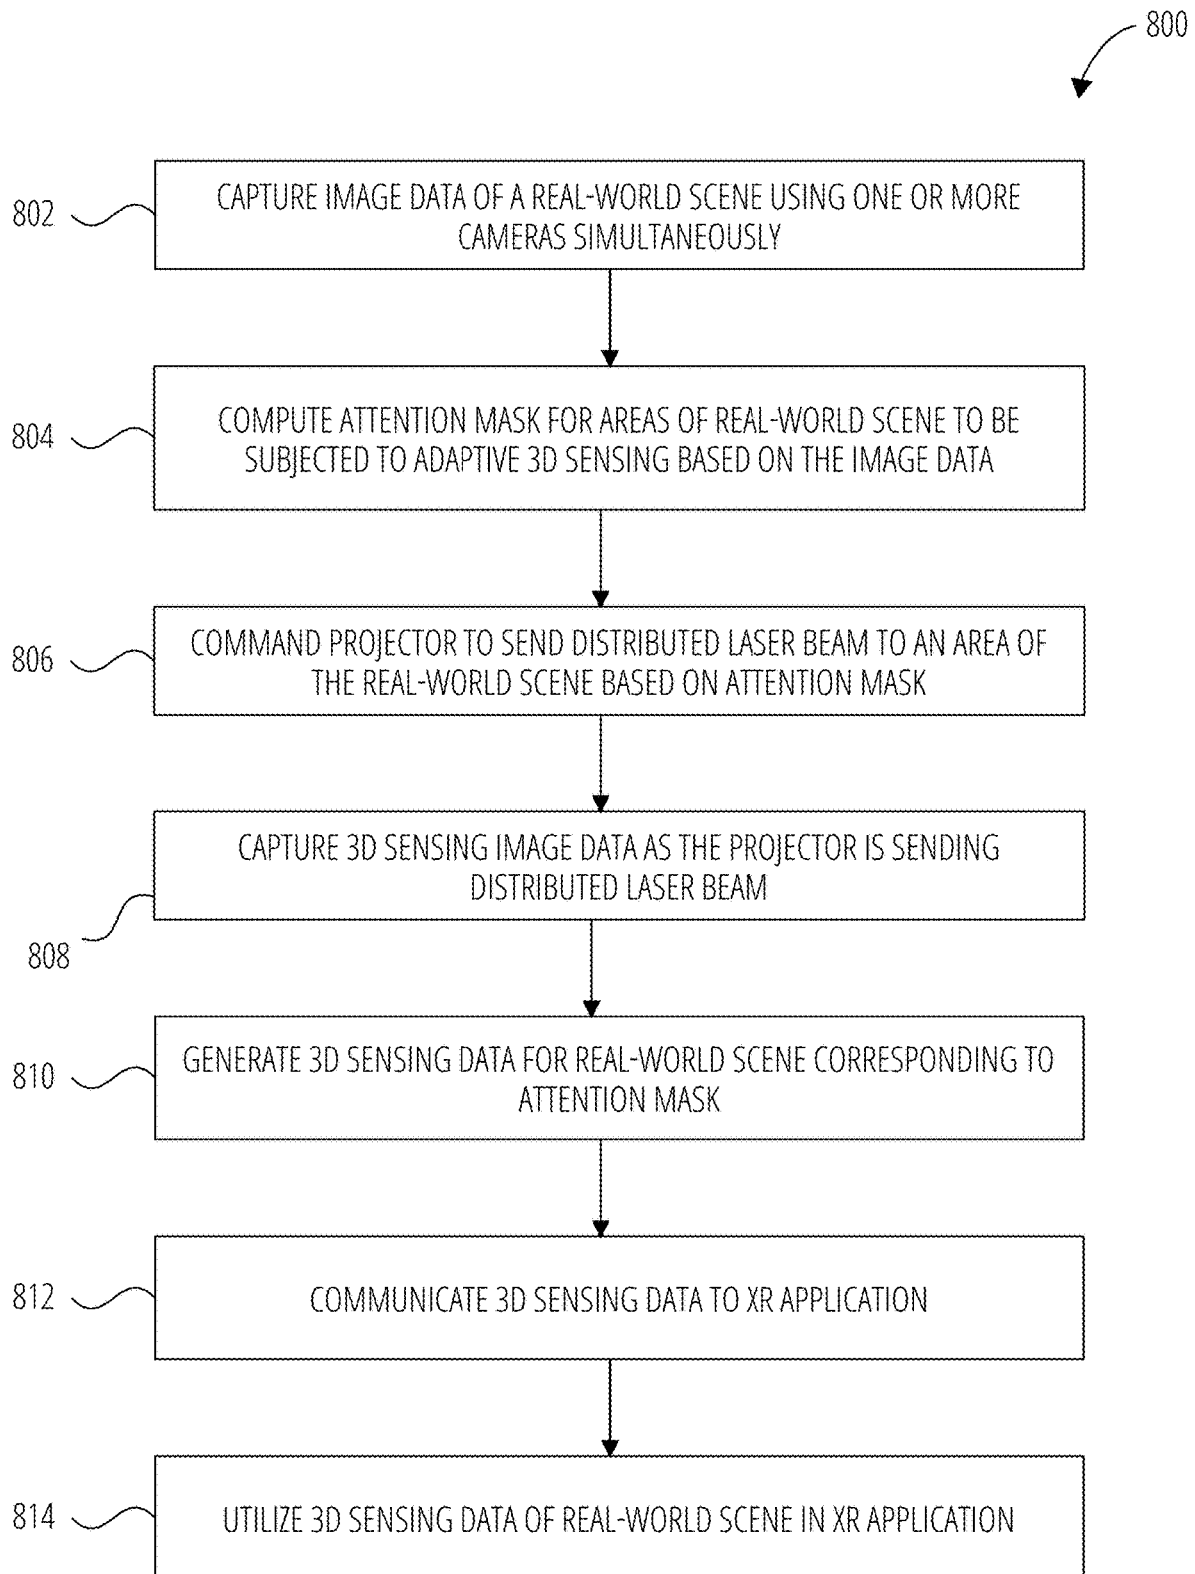 800
802
CAPTURE IMAGE DATA OF A REAL-WORLD SCENE USING ONE OR MORE
CAMERAS SIMULTANEOUSLY
804
COMPUTE ATTENTION MASK FOR AREAS OF REAL-WORLD SCENE TO BE
SUBJECTED TO ADAPTIVE 3D SENSING BASED ON THE IMAGE DATA
806
COMMAND PROJECTOR TO SEND DISTRIBUTED LASER BEAM TO AN AREA OF
THE REAL-WORLD SCENE BASED ON ATTENTION MASK
CAPTURE 3D SENSING IMAGE DATA AS THE PROJECTOR IS SENDING
DISTRIBUTED LASER BEAM
808
810
GENERATE 3D SENSING DATA FOR REAL-WORLD SCENE CORRESPONDING TO
ATTENTION MASK
812
COMMUNICATE 3D SENSING DATA TO XR APPLICATION
814
UTILIZE 3D SENSING DATA OF REAL-WORLD SCENE IN XR APPLICATION